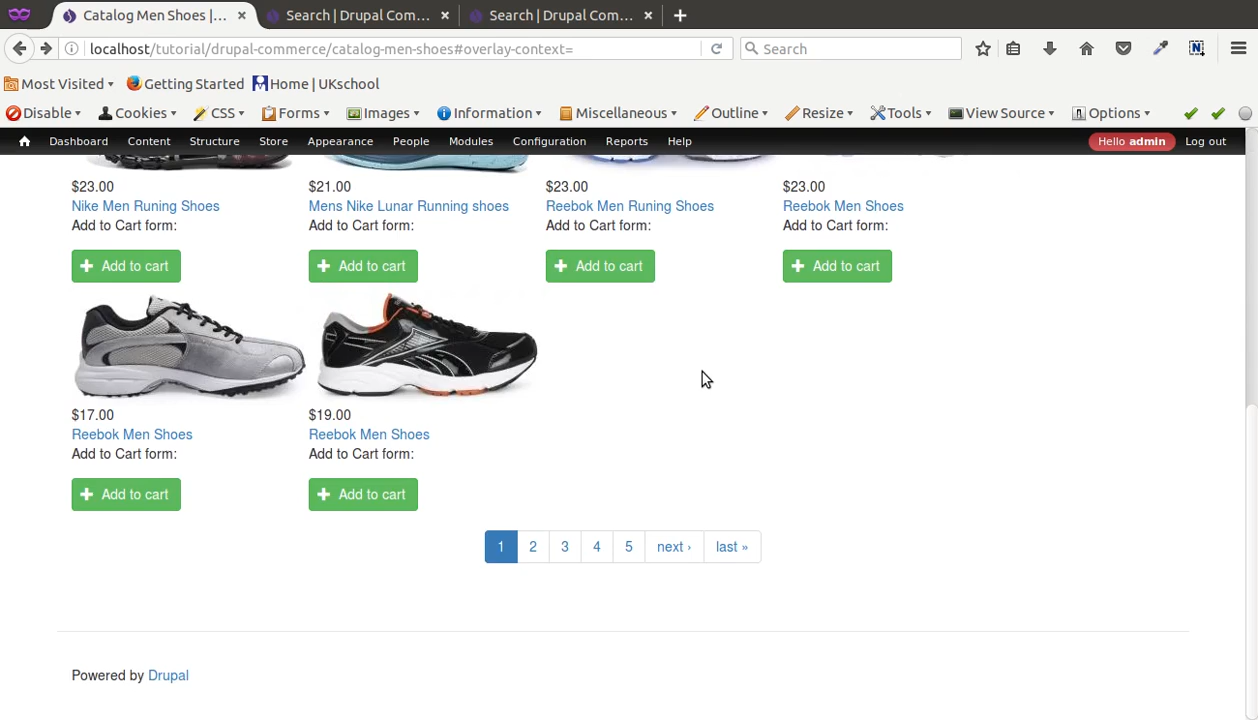 Catalog Men Shoes |... Search | Drupal Com... Search | Drupal Com...
localhost/tutorial/drupal-commerce/catalog-men-shoes#overlay-context= Search
Most Visited Getting Started Home | UKschool
Disable Cookies CSS Forms Images Information Miscellaneous Outline Resize Tools View Source Options
Dashboard Content Structure Store Appearance People Modules Configuration Reports Help Hello admin Log out
$23.00 $21.00 $23.00 $23.00
Nike Men Runing Shoes Mens Nike Lunar Running shoes Reebok Men Runing Shoes Reebok Men Shoes
Add to Cart form: Add to Cart form: Add to Cart form: Add to Cart form:
Add to cart Add to cart Add to cart Add to cart
$17.00 $19.00
Reebok Men Shoes Reebok Men Shoes
Add to Cart form: Add to Cart form:
Add to cart Add to cart
1 2 3 4 5 next › last »
Powered by Drupal